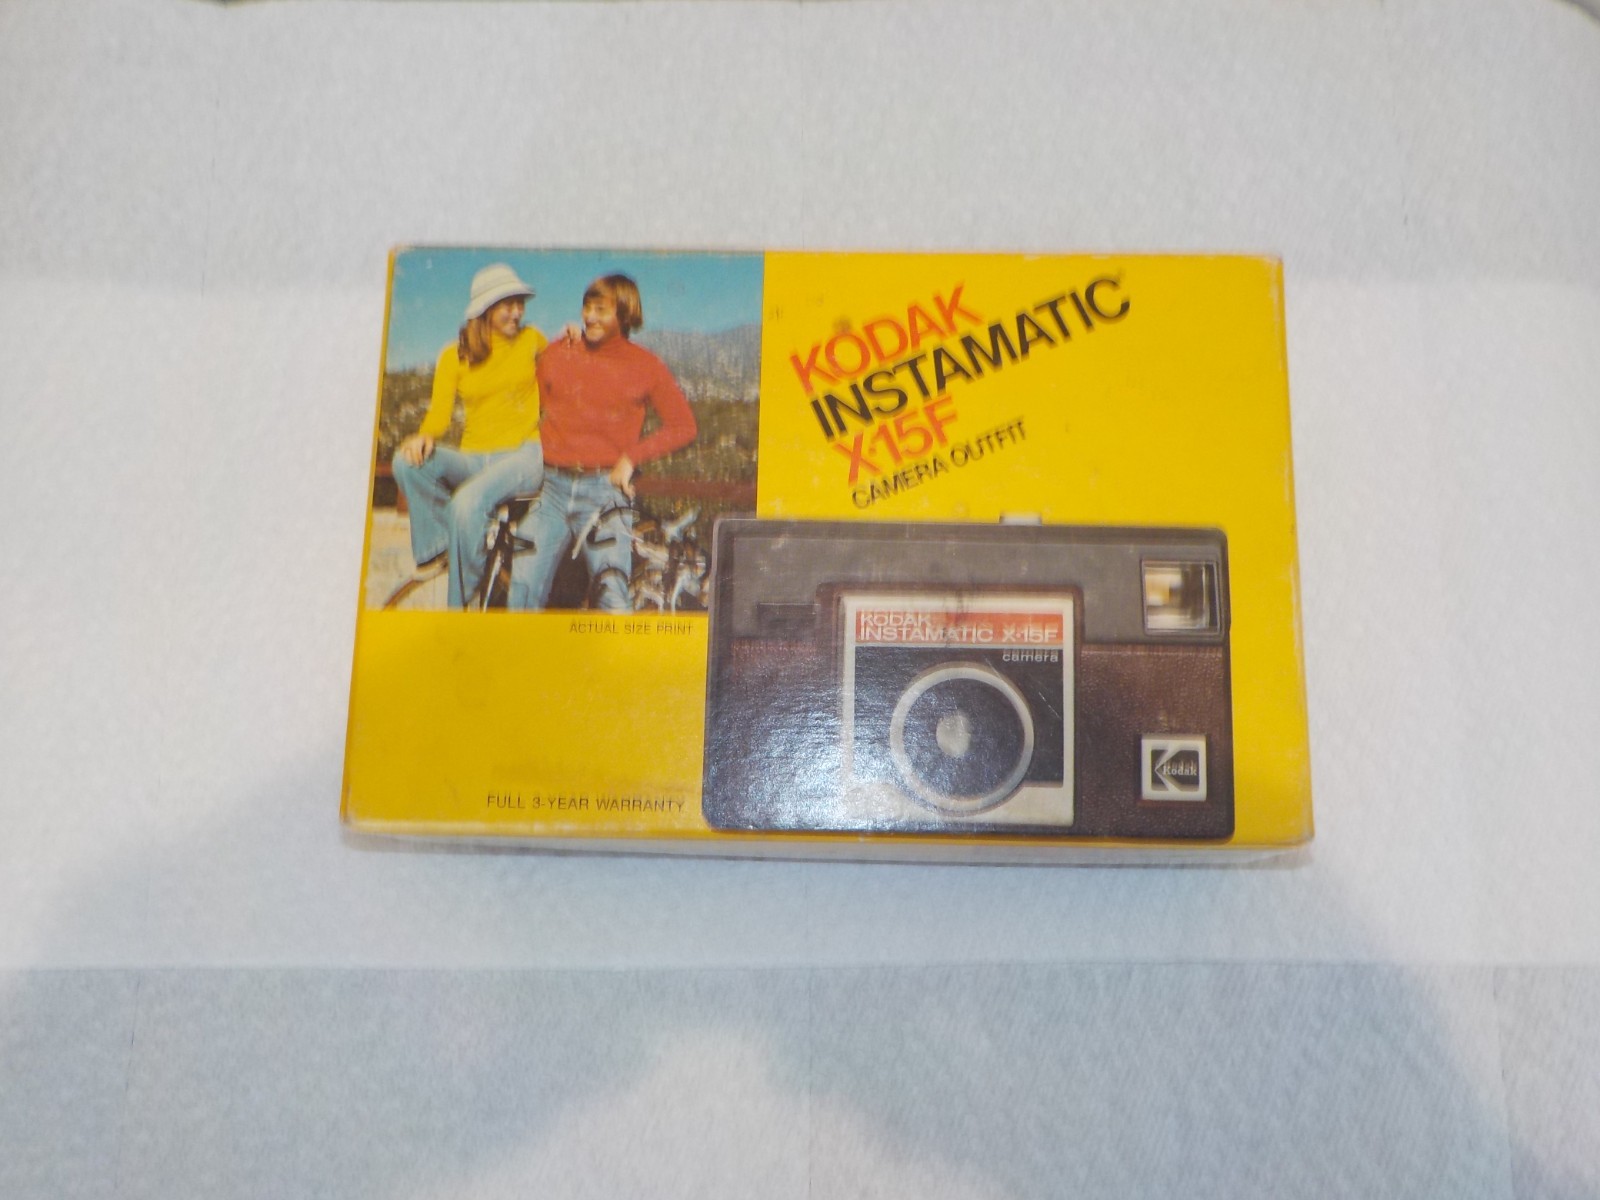 KODAK
INSTAMATIC
X-15F
CAMERA OUTFIT
ACTUAL SIZE PRINT
KODAK
INSTAMATIC X-15F
camera
Kodak
FULL 3-YEAR WARRANTY